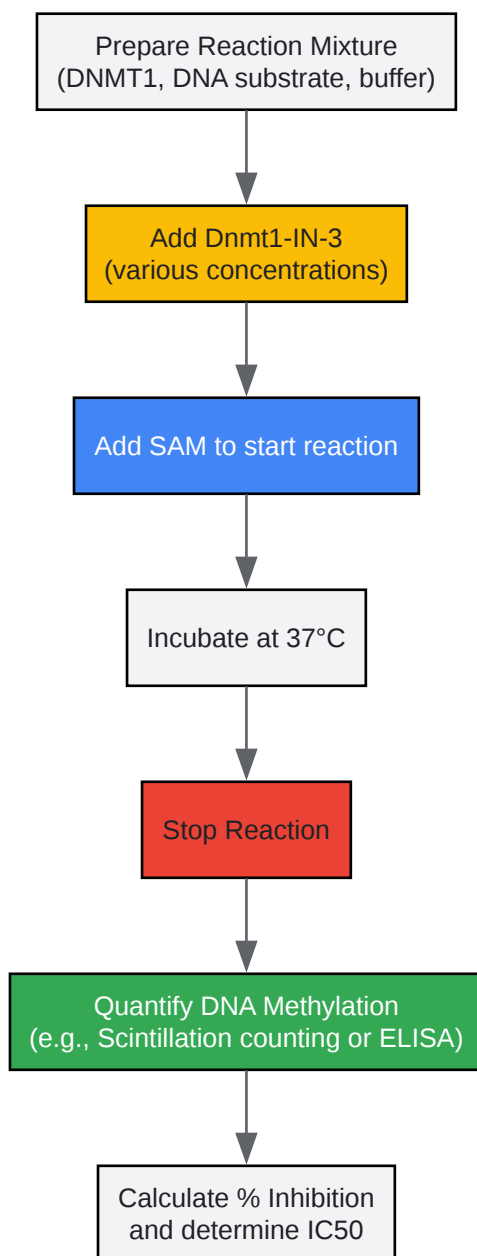 Prepare Reaction Mixture
(DNMT1, DNA substrate, buffer)
Add Dnmt1-IN-3
(various concentrations)
Add SAM to start reaction
Incubate at 37°C
Stop Reaction
Quantify DNA Methylation
(e.g., Scintillation counting or ELISA)
Calculate % Inhibition
and determine IC50